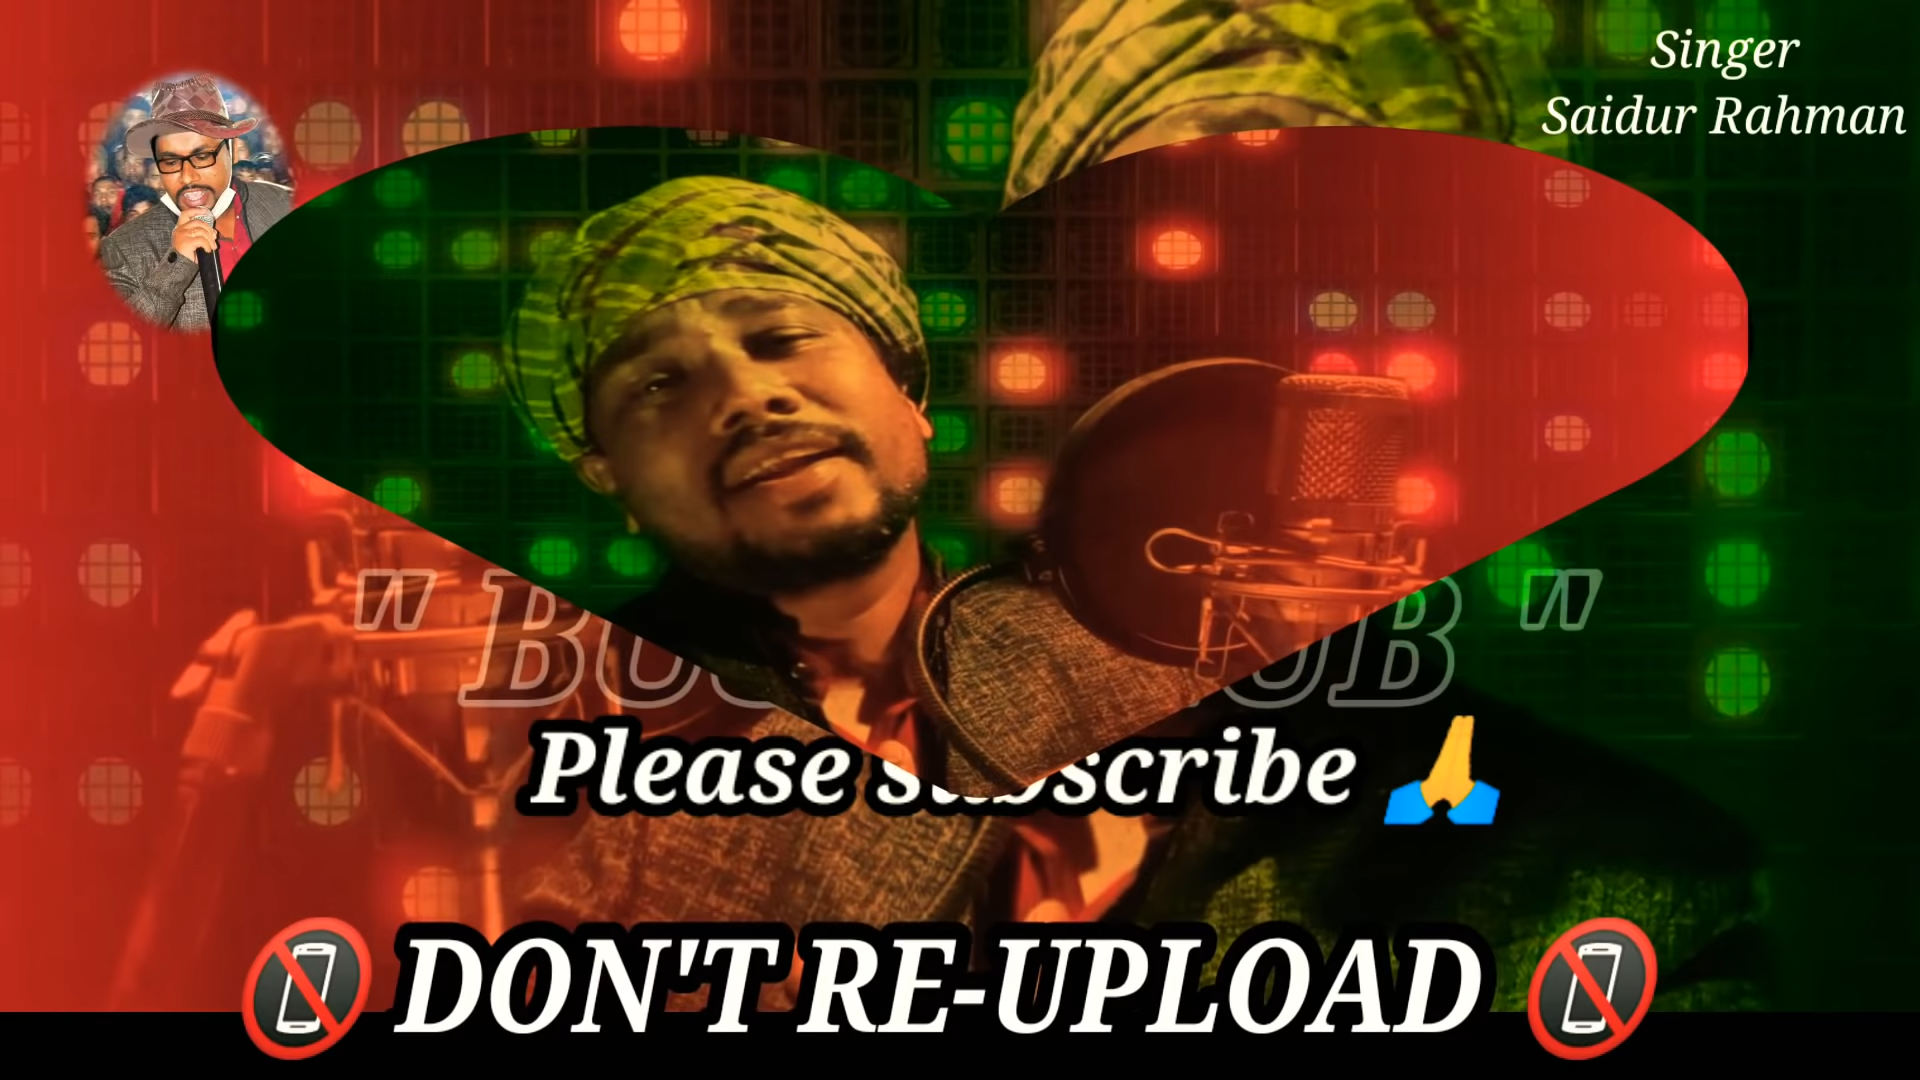 Singer
Saidur Rahman
Please subscribe 🙏
📵 DON'T RE-UPLOAD 📵